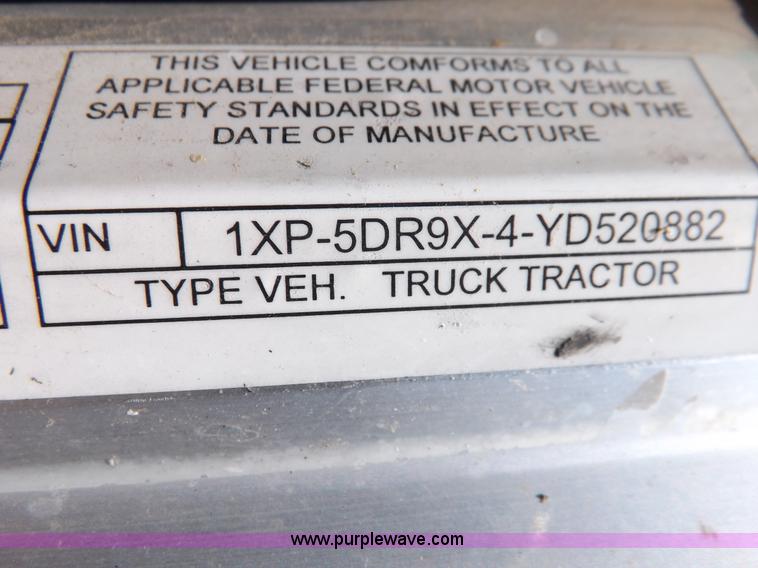 THIS VEHICLE COMFORMS TO ALL
APPLICABLE FEDERAL MOTOR VEHICLE
SAFETY STANDARDS IN EFFECT ON THE
DATE OF MANUFACTURE
VIN 1XP-5DR9X-4-YD520882
TYPE VEH. TRUCK TRACTOR
www.purplewave.com